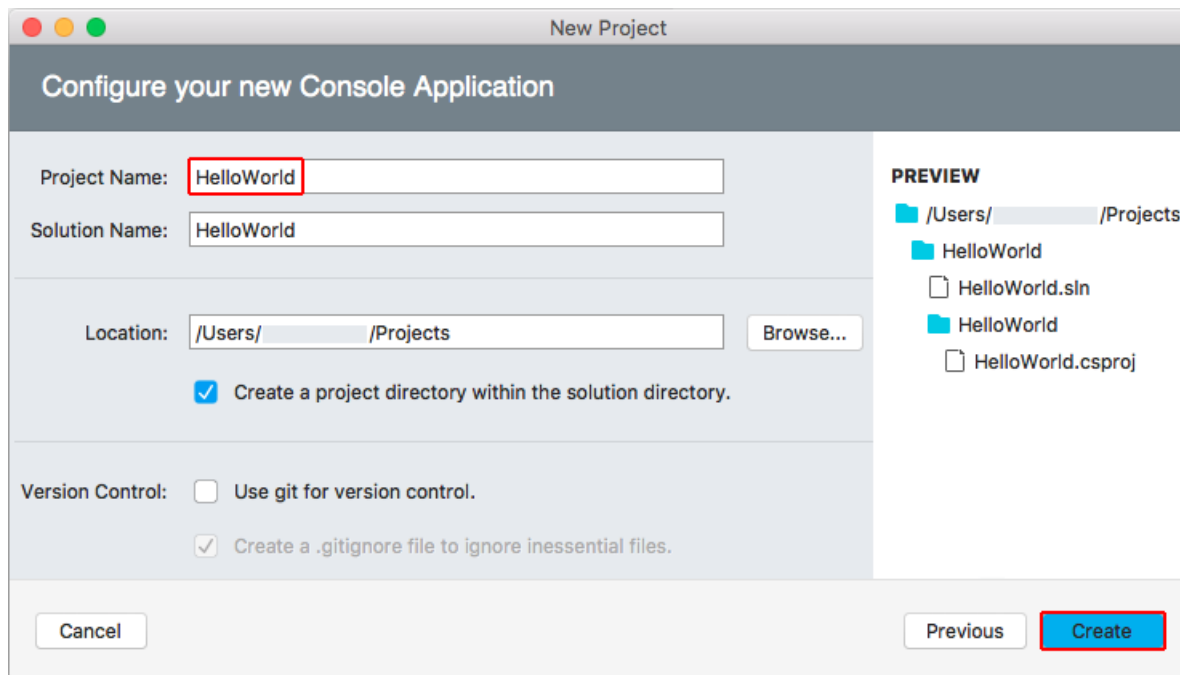 New Project
Configure your new Console Application
Project Name: HelloWorld
Solution Name: HelloWorld
Location: /Users/ /Projects Browse...
Create a project directory within the solution directory.
Version Control: Use git for version control.
Create a .gitignore file to ignore inessential files.
PREVIEW
/Users/ /Projects
HelloWorld
HelloWorld.sln
HelloWorld
HelloWorld.csproj
Cancel Previous Create